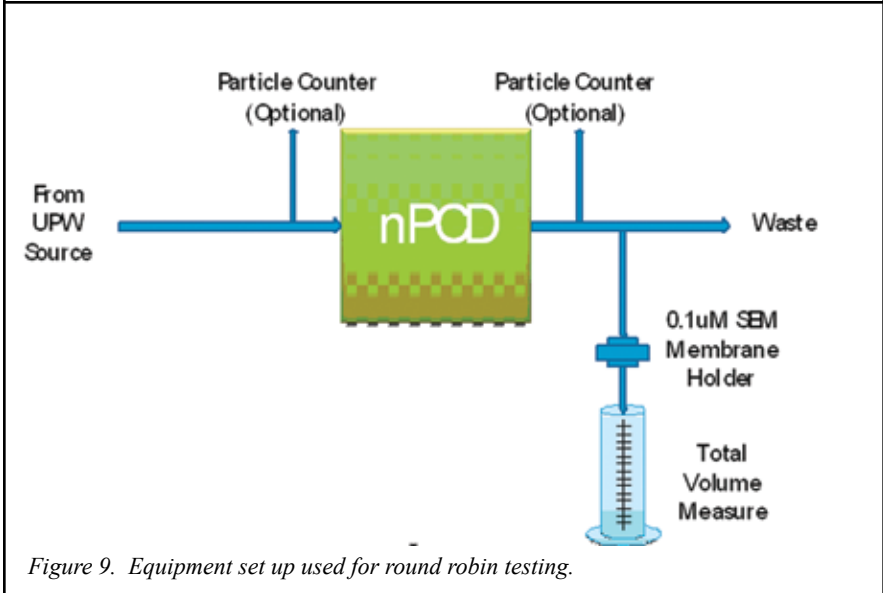 Particle Counter
(Optional)
Particle Counter
(Optional)
From
UPW
Source
nPOD
Waste
0.1uM SEM
Membrane
Holder
Total
Volume
Measure
Figure 9. Equipment set up used for round robin testing.